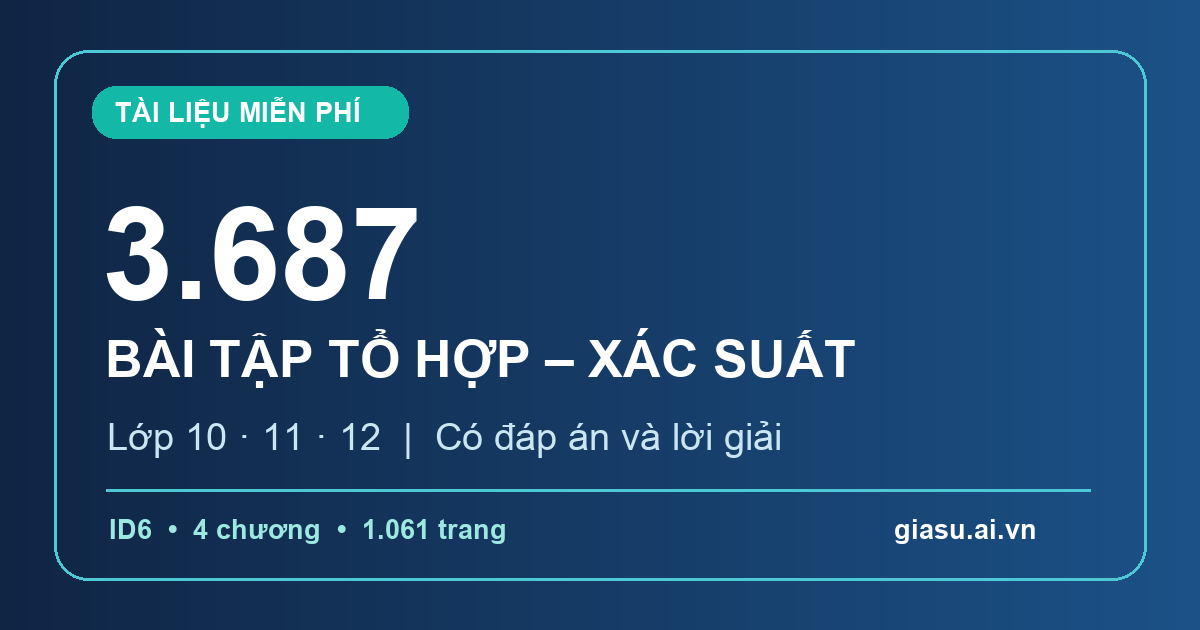 TÀI LIỆU MIỄN PHÍ
3.687
BÀI TẬP TỔ HỢP – XÁC SUẤT
Lớp 10 · 11 · 12 | Có đáp án và lời giải
ID6 • 4 chương • 1.061 trang
giasu.ai.vn